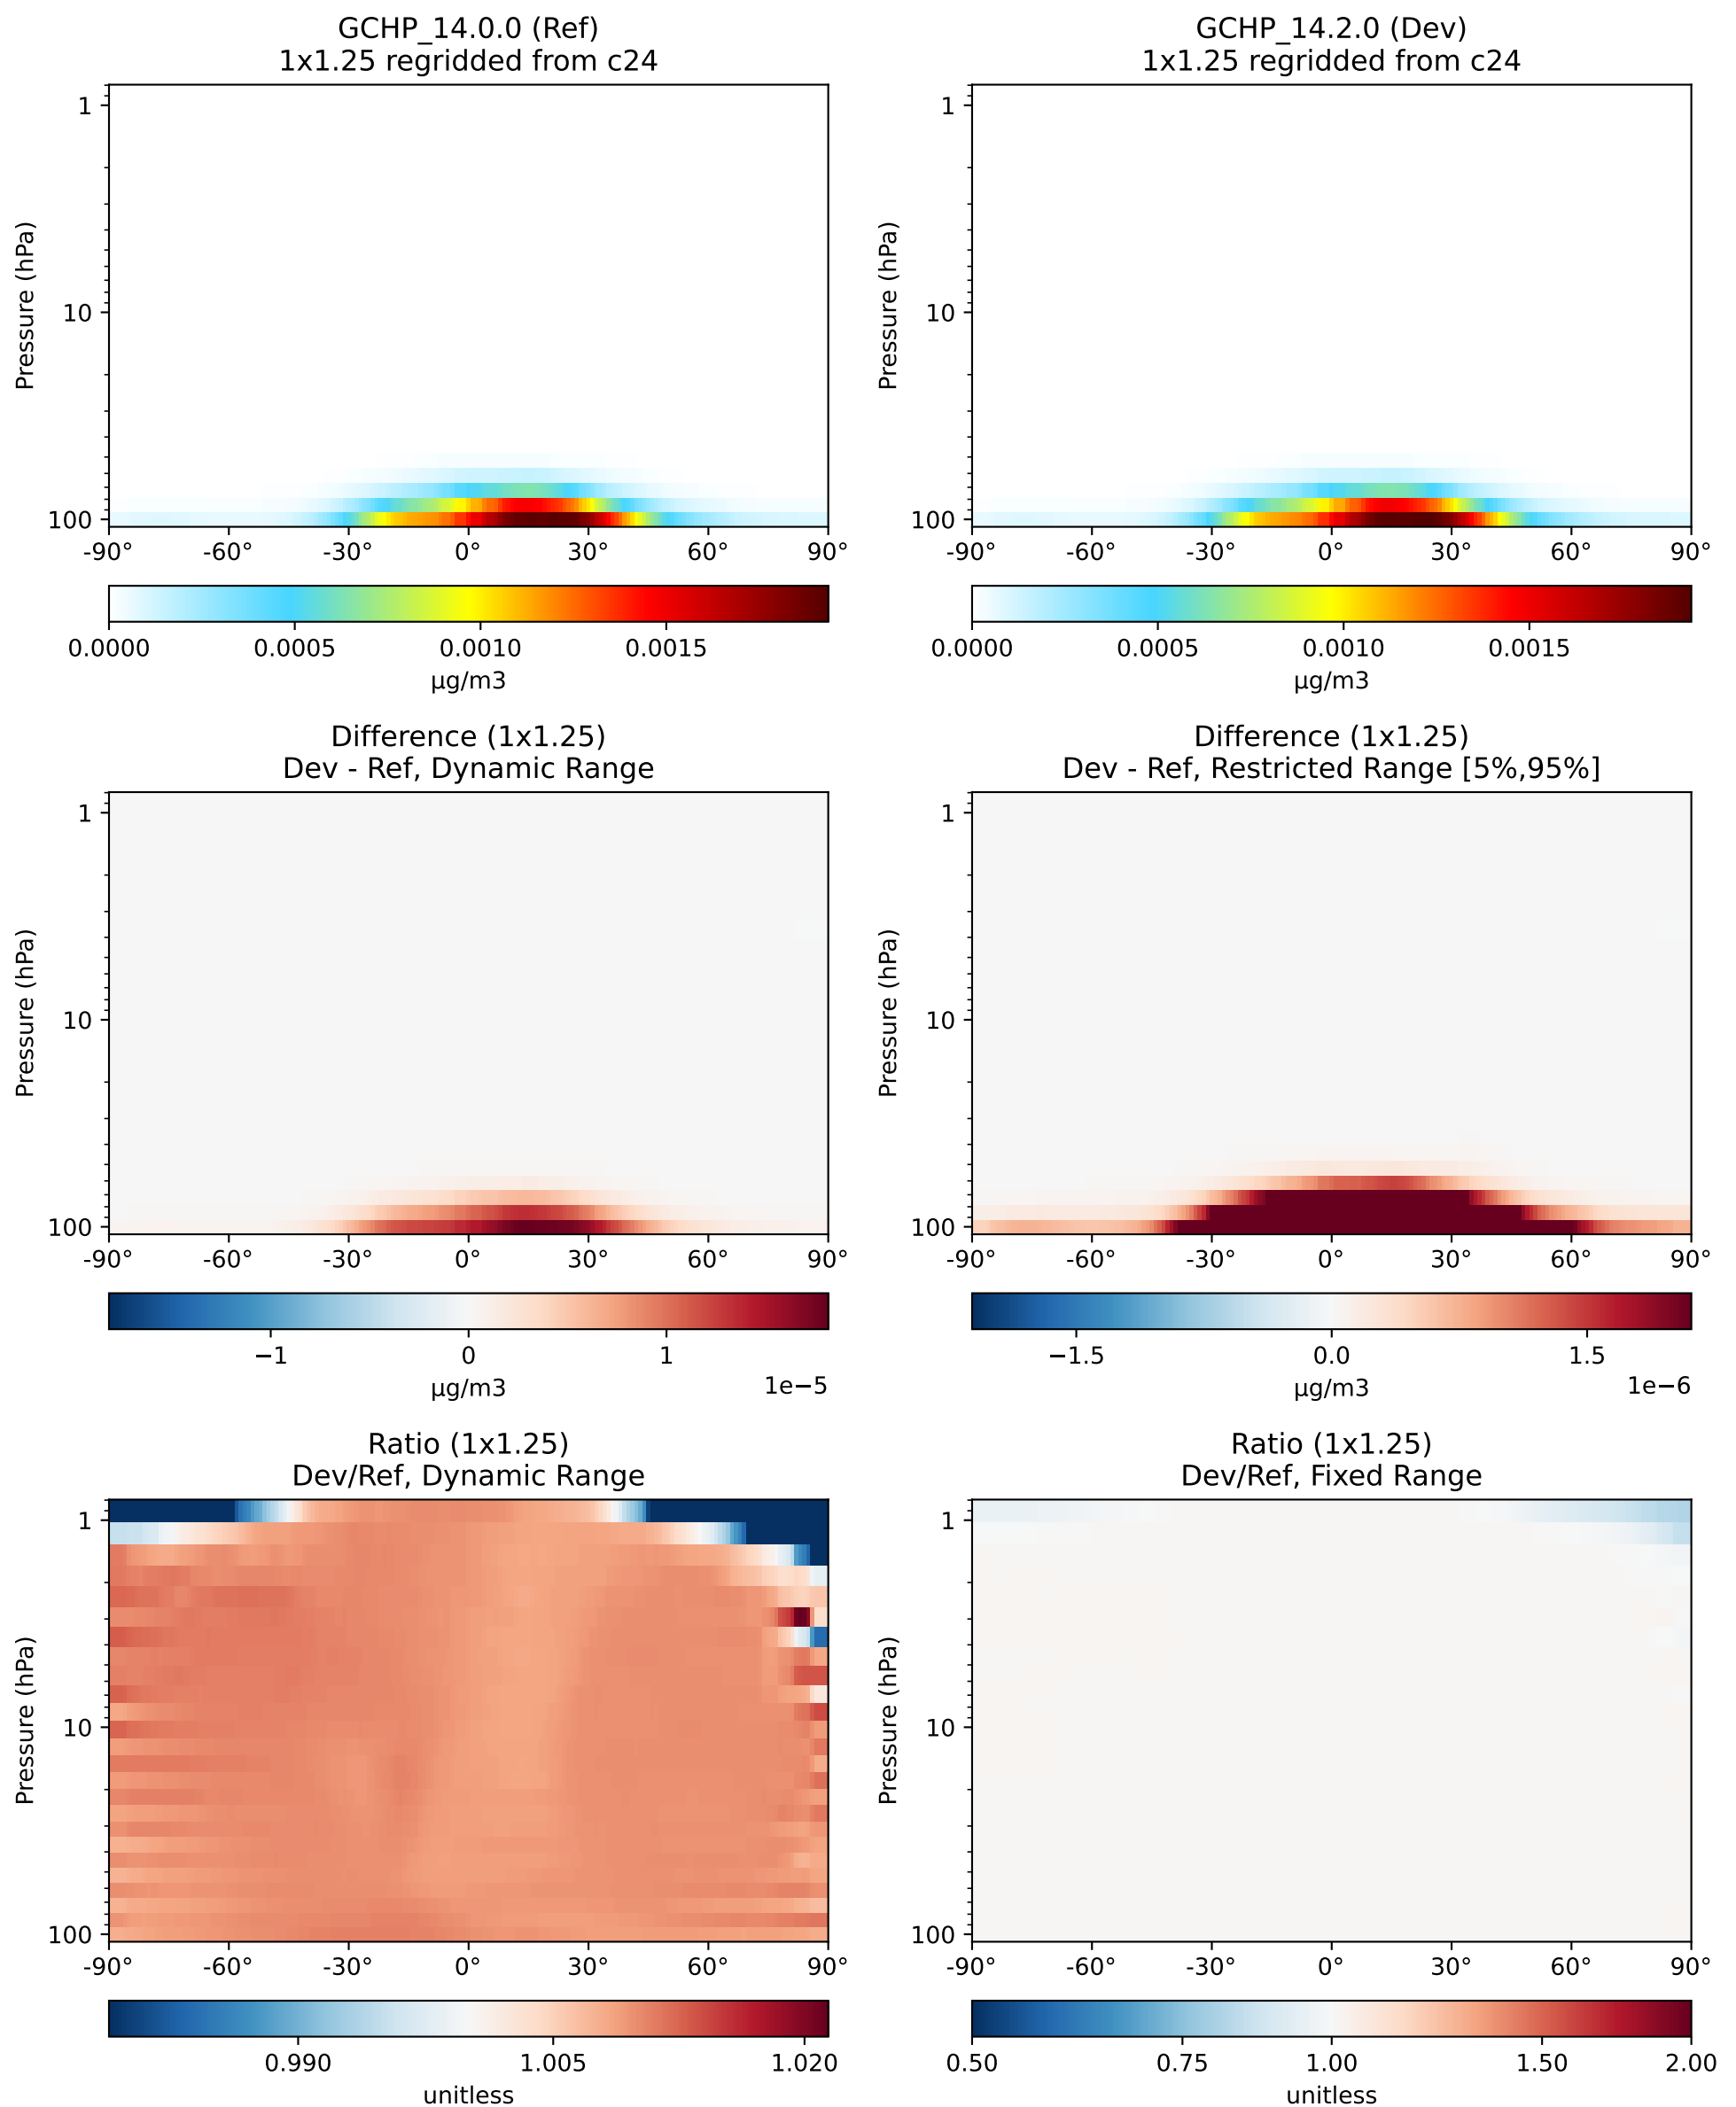 GCHP_14.0.0 (Ref)
1x1.25 regridded from c24
GCHP_14.2.0 (Dev)
1x1.25 regridded from c24
Pressure (hPa)
1
10
100
-90° -60° -30° 0° 30° 60° 90°
0.0000 0.0005 0.0010 0.0015
µg/m3
Pressure (hPa)
1
10
100
-90° -60° -30° 0° 30° 60° 90°
0.0000 0.0005 0.0010 0.0015
µg/m3
Difference (1x1.25)
Dev - Ref, Dynamic Range
Difference (1x1.25)
Dev - Ref, Restricted Range [5%,95%]
Pressure (hPa)
1
10
100
-90° -60° -30° 0° 30° 60° 90°
−1 0 1
µg/m3 1e−5
Pressure (hPa)
1
10
100
-90° -60° -30° 0° 30° 60° 90°
−1.5 0.0 1.5
µg/m3 1e−6
Ratio (1x1.25)
Dev/Ref, Dynamic Range
Ratio (1x1.25)
Dev/Ref, Fixed Range
Pressure (hPa)
1
10
100
-90° -60° -30° 0° 30° 60° 90°
0.990 1.005 1.020
unitless
Pressure (hPa)
1
10
100
-90° -60° -30° 0° 30° 60° 90°
0.50 0.75 1.00 1.50 2.00
unitless